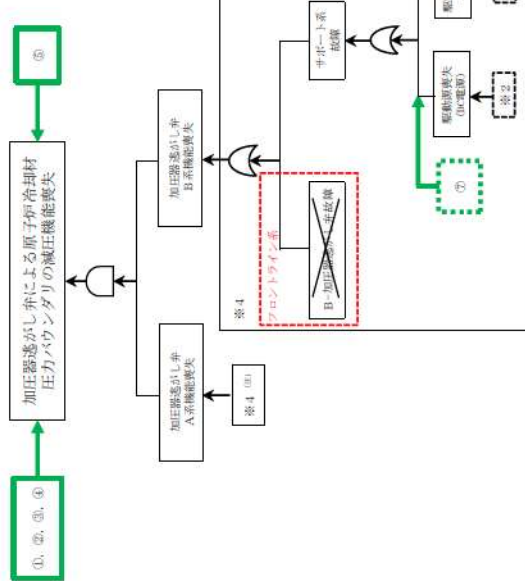 ①，②，③，④
加圧器逃がし弁による原子炉冷却材
圧力バウンダリの減圧機能喪失
⑤
加圧器逃がし弁
A系機能喪失
加圧器逃がし弁
B系機能喪失
※4 (注)
※4
フロントライン系
B-加圧器逃がし弁故障
サポート系
故障
駆動源喪失
(DC電源)
⑦
※2